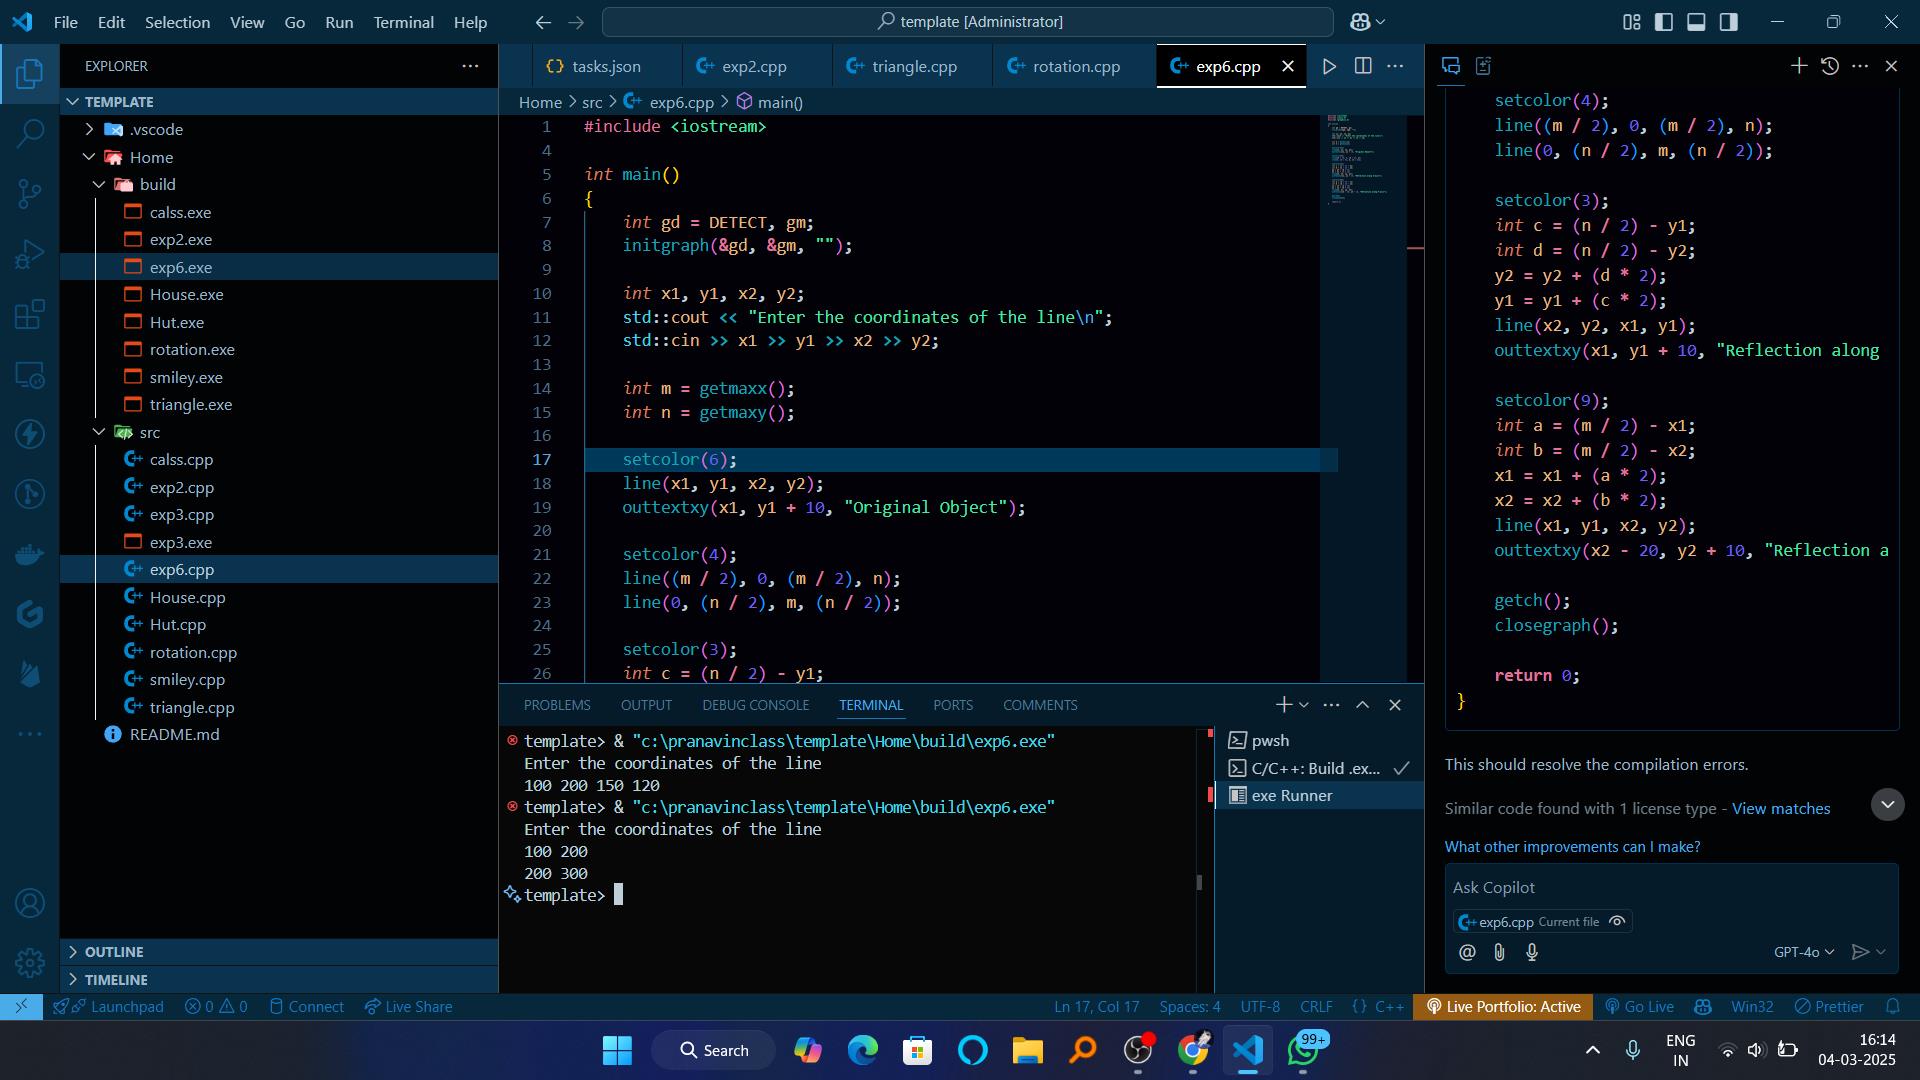 File Edit Selection View Go Run Terminal Help
template [Administrator]
EXPLORER
TEMPLATE
.vscode
Home
build
calss.exe
exp2.exe
exp6.exe
House.exe
Hut.exe
rotation.exe
smiley.exe
triangle.exe
src
calss.cpp
exp2.cpp
exp3.cpp
exp3.exe
exp6.cpp
House.cpp
Hut.cpp
rotation.cpp
smiley.cpp
triangle.cpp
README.md
OUTLINE
TIMELINE
tasks.json exp2.cpp triangle.cpp rotation.cpp exp6.cpp
Home > src > exp6.cpp > main()
1 #include <iostream>
4
5 int main()
6 {
7 int gd = DETECT, gm;
8 initgraph(&gd, &gm, "");
9
10 int x1, y1, x2, y2;
11 std::cout << "Enter the coordinates of the line\n";
12 std::cin >> x1 >> y1 >> x2 >> y2;
13
14 int m = getmaxx();
15 int n = getmaxy();
16
17 setcolor(6);
18 line(x1, y1, x2, y2);
19 outtextxy(x1, y1 + 10, "Original Object");
20
21 setcolor(4);
22 line((m / 2), 0, (m / 2), n);
23 line(0, (n / 2), m, (n / 2));
24
25 setcolor(3);
26 int c = (n / 2) - y1;
PROBLEMS OUTPUT DEBUG CONSOLE TERMINAL PORTS COMMENTS
template> & "c:\pranavinclass\template\Home\build\exp6.exe"
Enter the coordinates of the line
100 200 150 120
template> & "c:\pranavinclass\template\Home\build\exp6.exe"
Enter the coordinates of the line
100 200
200 300
template>
pwsh
C/C++: Build .ex...
exe Runner
setcolor(4);
line((m / 2), 0, (m / 2), n);
line(0, (n / 2), m, (n / 2));
setcolor(3);
int c = (n / 2) - y1;
int d = (n / 2) - y2;
y2 = y2 + (d * 2);
y1 = y1 + (c * 2);
line(x2, y2, x1, y1);
outtextxy(x1, y1 + 10, "Reflection along
setcolor(9);
int a = (m / 2) - x1;
int b = (m / 2) - x2;
x1 = x1 + (a * 2);
x2 = x2 + (b * 2);
line(x1, y1, x2, y2);
outtextxy(x2 - 20, y2 + 10, "Reflection a
getch();
closegraph();
return 0;
}
This should resolve the compilation errors.
Similar code found with 1 license type - View matches
What other improvements can I make?
Ask Copilot
exp6.cpp Current file
@ GPT-4o
Launchpad 0 0 Connect Live Share
Ln 17, Col 17 Spaces: 4 UTF-8 CRLF {} C++ Live Portfolio: Active Go Live Win32 Prettier
Search
99+
ENG
IN
16:14
04-03-2025